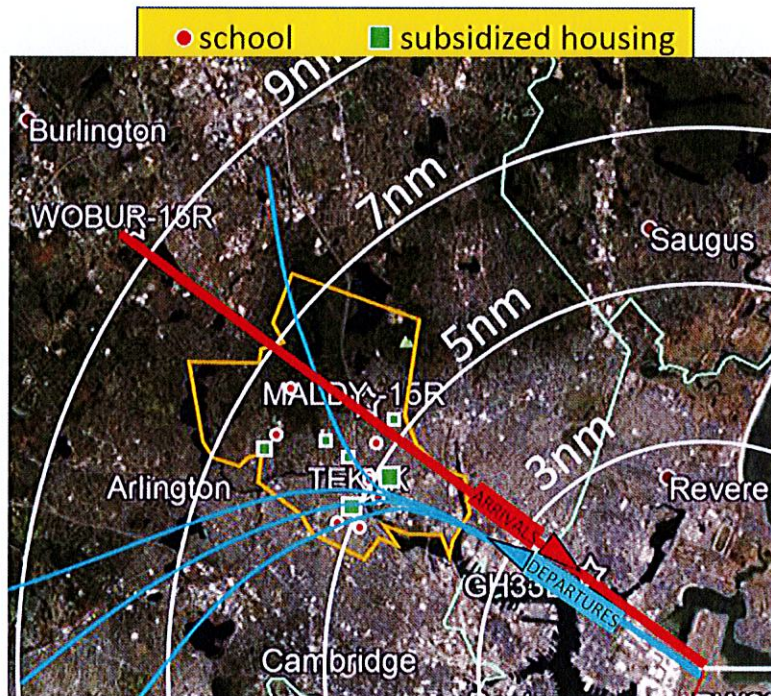 school subsidized housing
9nm
Burlington
7nm
WOBUR-15R
Saugus
5nm
MALDY-15R
3nm
Arlington
Revere
ARRIVALS
DEPARTURES
Cambridge